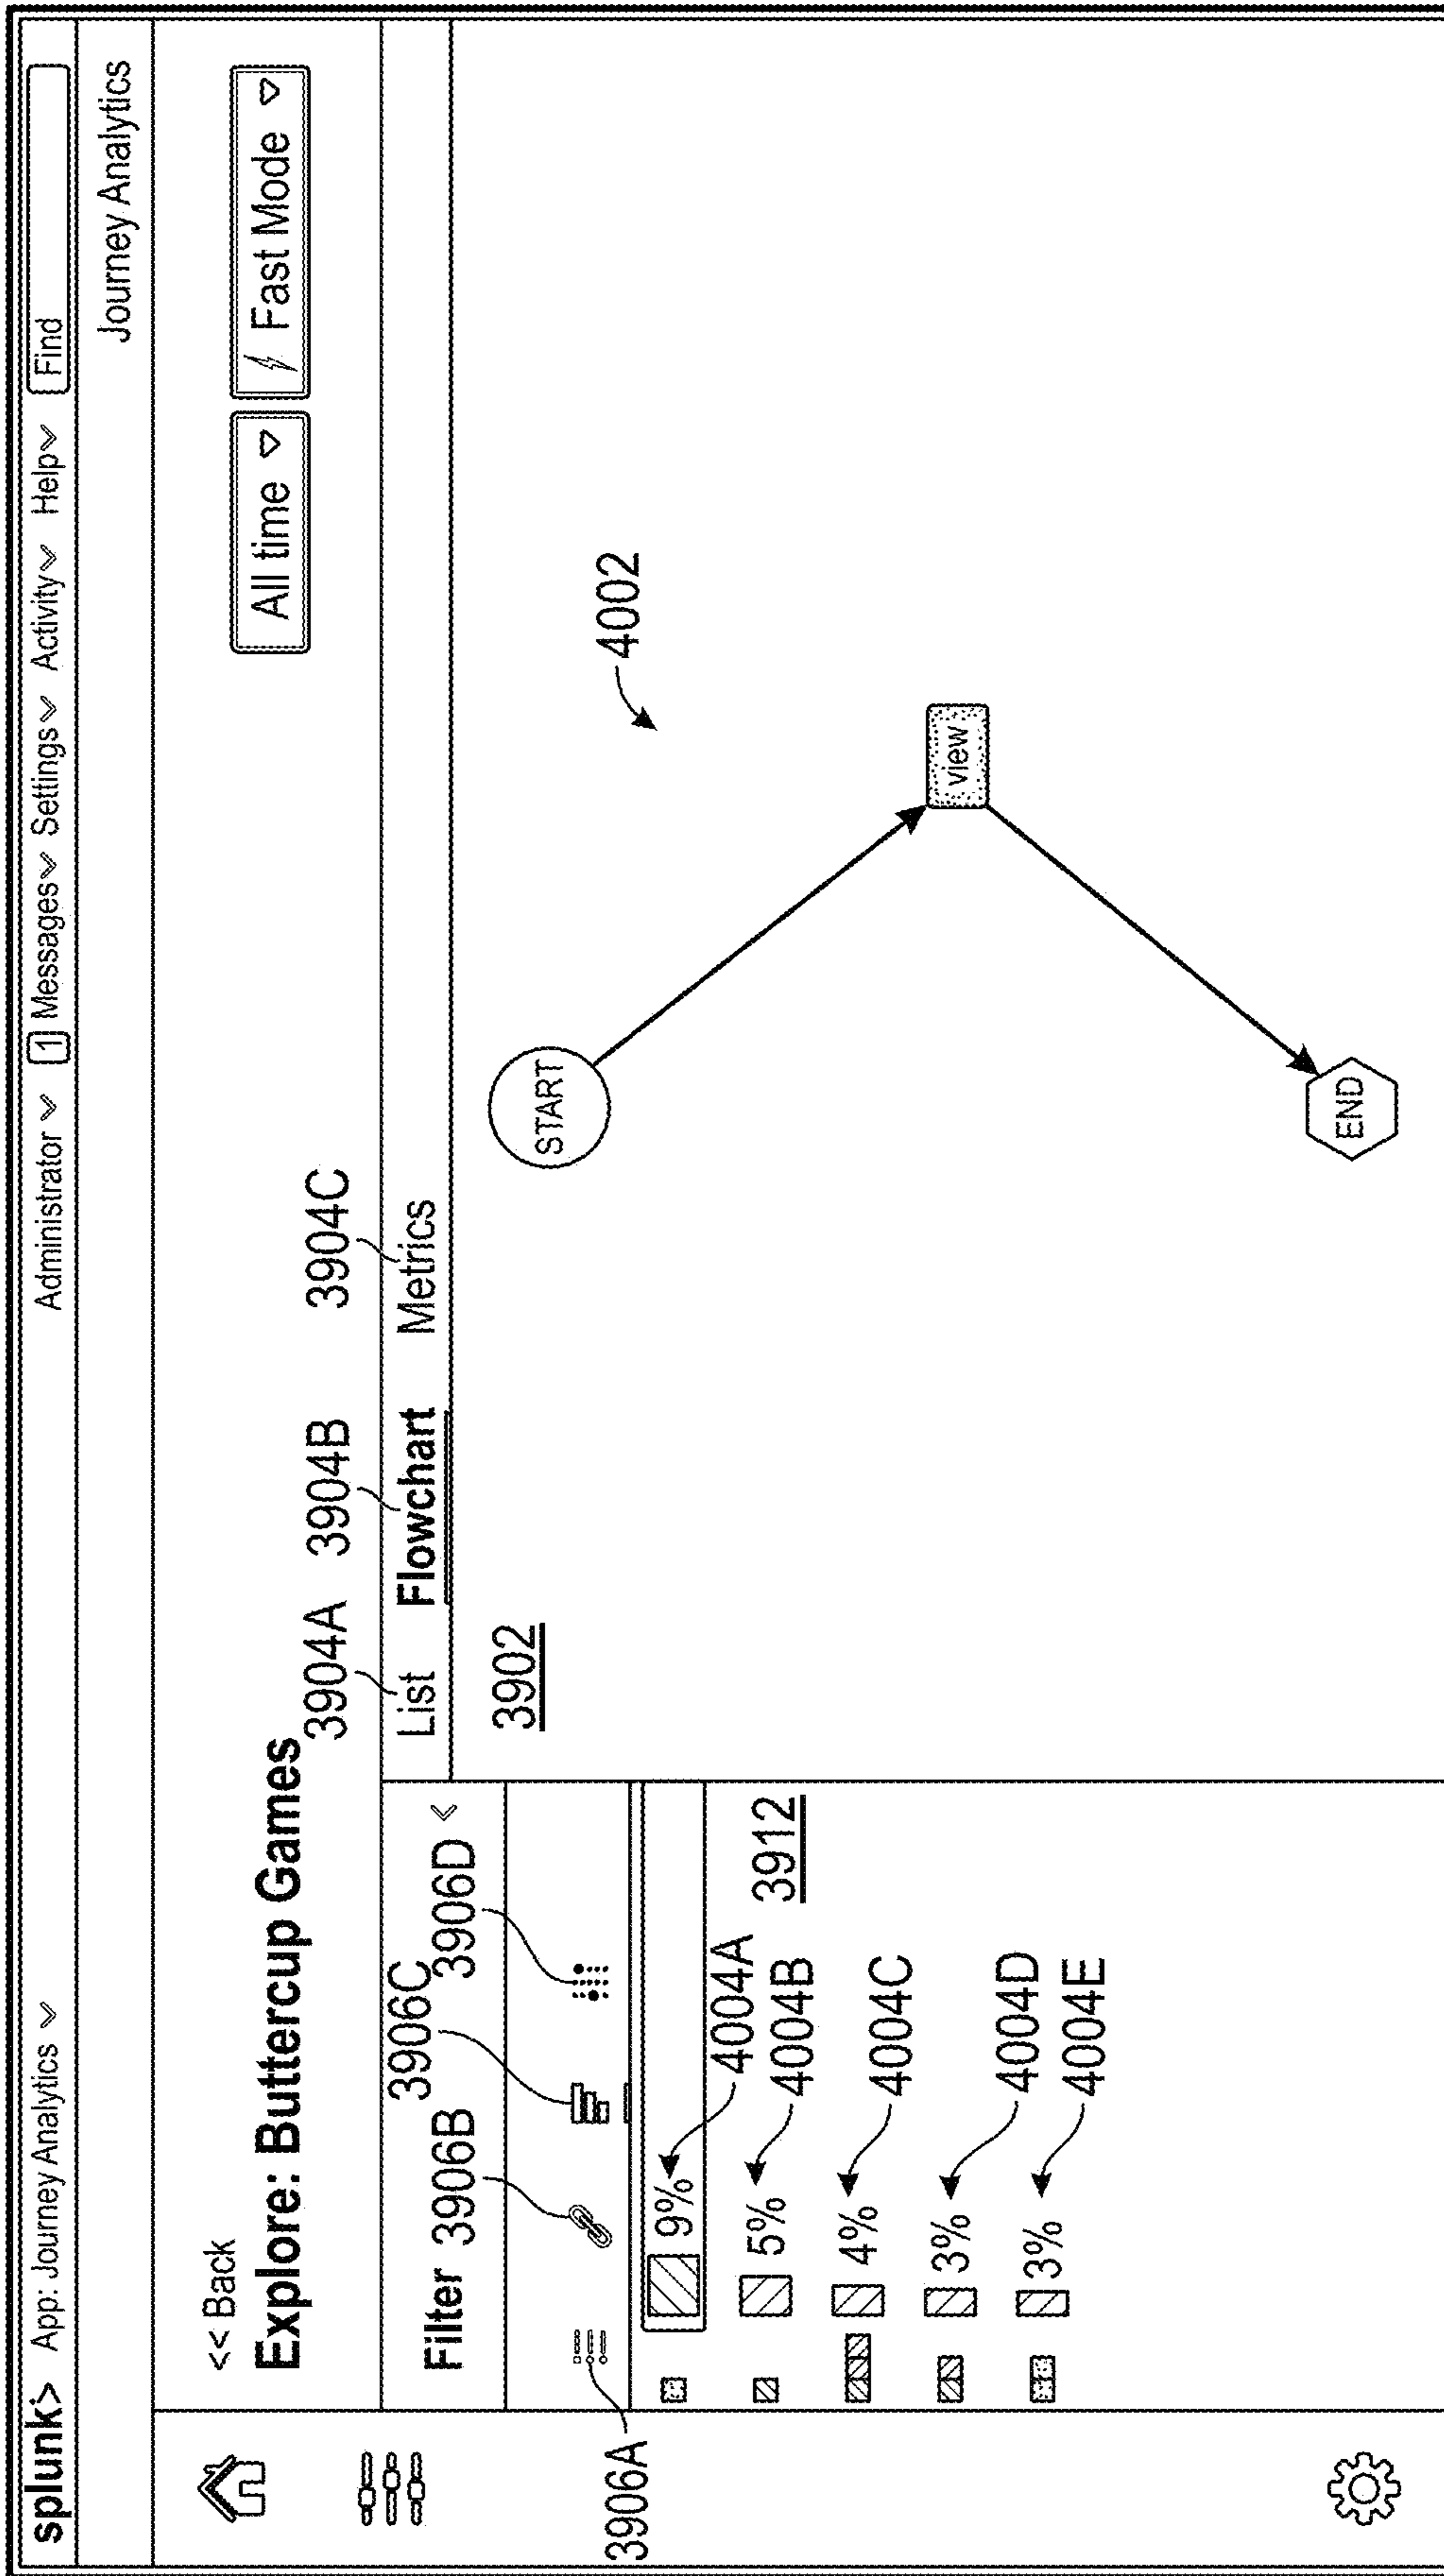 splunk> App: Journey Analytics Administrator 1 Messages Settings Activity Help Find
Journey Analytics
<< Back
Explore: Buttercup Games
All time Fast Mode
3904A 3904B 3904C
Filter List Flowchart Metrics
3906A
3906B
3906C
3906D
3902
9% 4004A
5% 4004B
4% 4004C
3% 4004D
3% 4004E
3912
START
4002
view
END